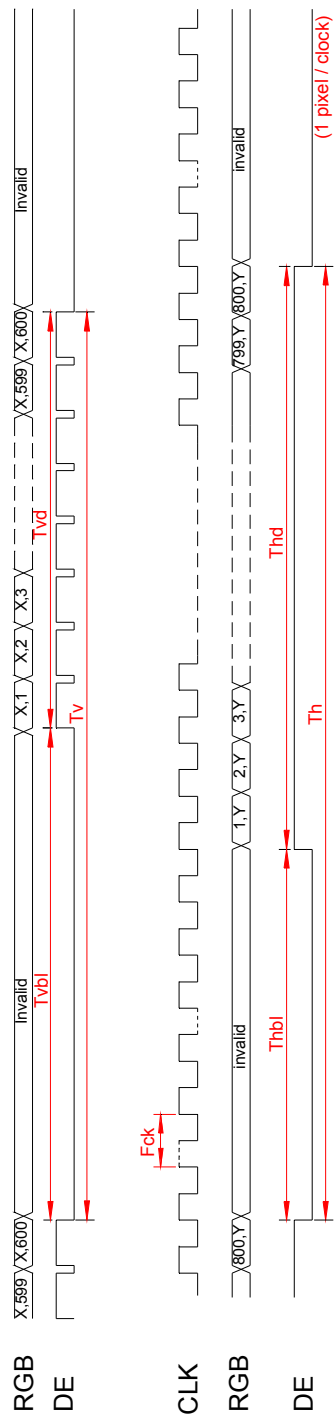 RGB
X,599
X,600
Invalid
X,1
X,2
X,3
X,599
X,600
Invalid
DE
Tvbl
Tvd
Tv
CLK
Fck
RGB
800,Y
invalid
1,Y
2,Y
3,Y
799,Y
800,Y
invalid
DE
Thbl
Thd
Th
(1 pixel / clock)